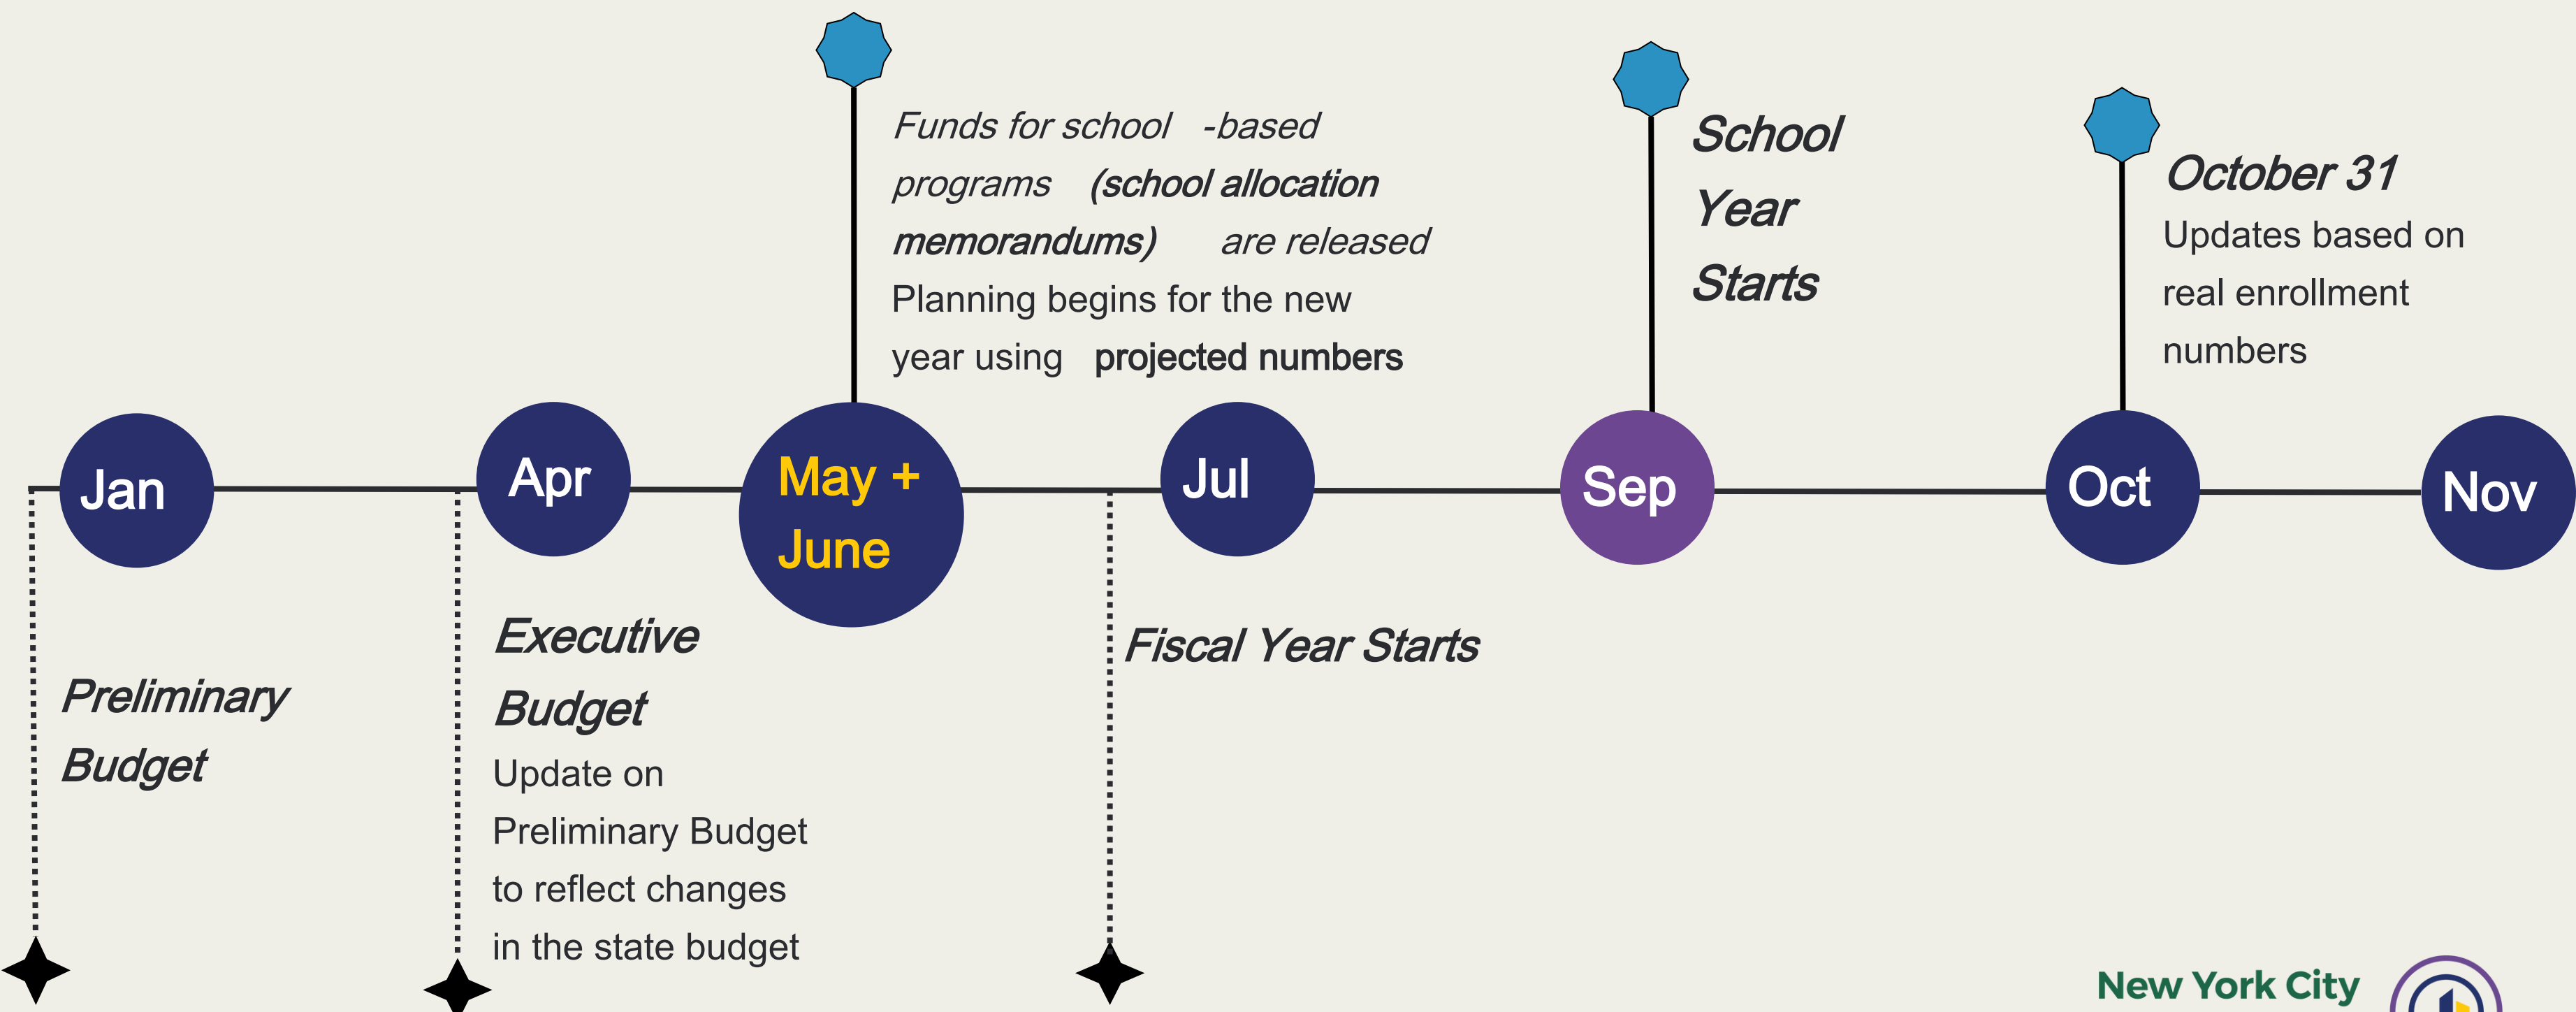 Funds for school -based
programs (school allocation
memorandums) are released
Planning begins for the new
year using projected numbers
School
Year
Starts
October 31
Updates based on
real enrollment
numbers
Jan
Apr
May +
June
Jul
Sep
Oct
Nov
Preliminary
Budget
Executive
Budget
Update on
Preliminary Budget
to reflect changes
in the state budget
Fiscal Year Starts
New York City